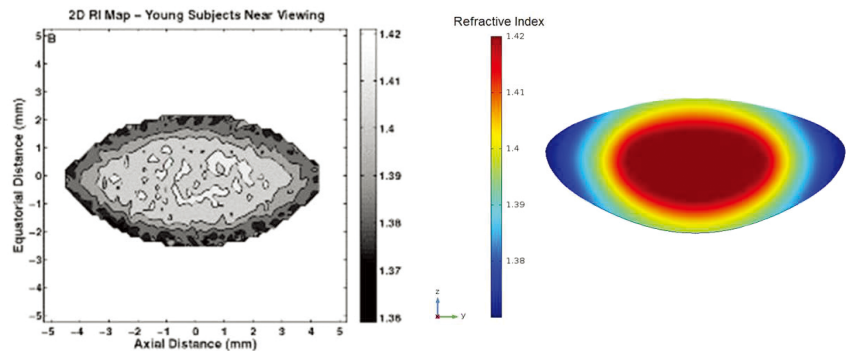 2D RI Map – Young Subjects Near Viewing
B
Equatorial Distance (mm)
5
4
3
2
1
0
−1
−2
−3
−4
−5
−5 −4 −3 −2 −1 0 1 2 3 4 5
Axial Distance (mm)
1.42
1.41
1.4
1.39
1.38
1.37
1.36
Refractive Index
1.42
1.41
1.4
1.39
1.38
z
y
x